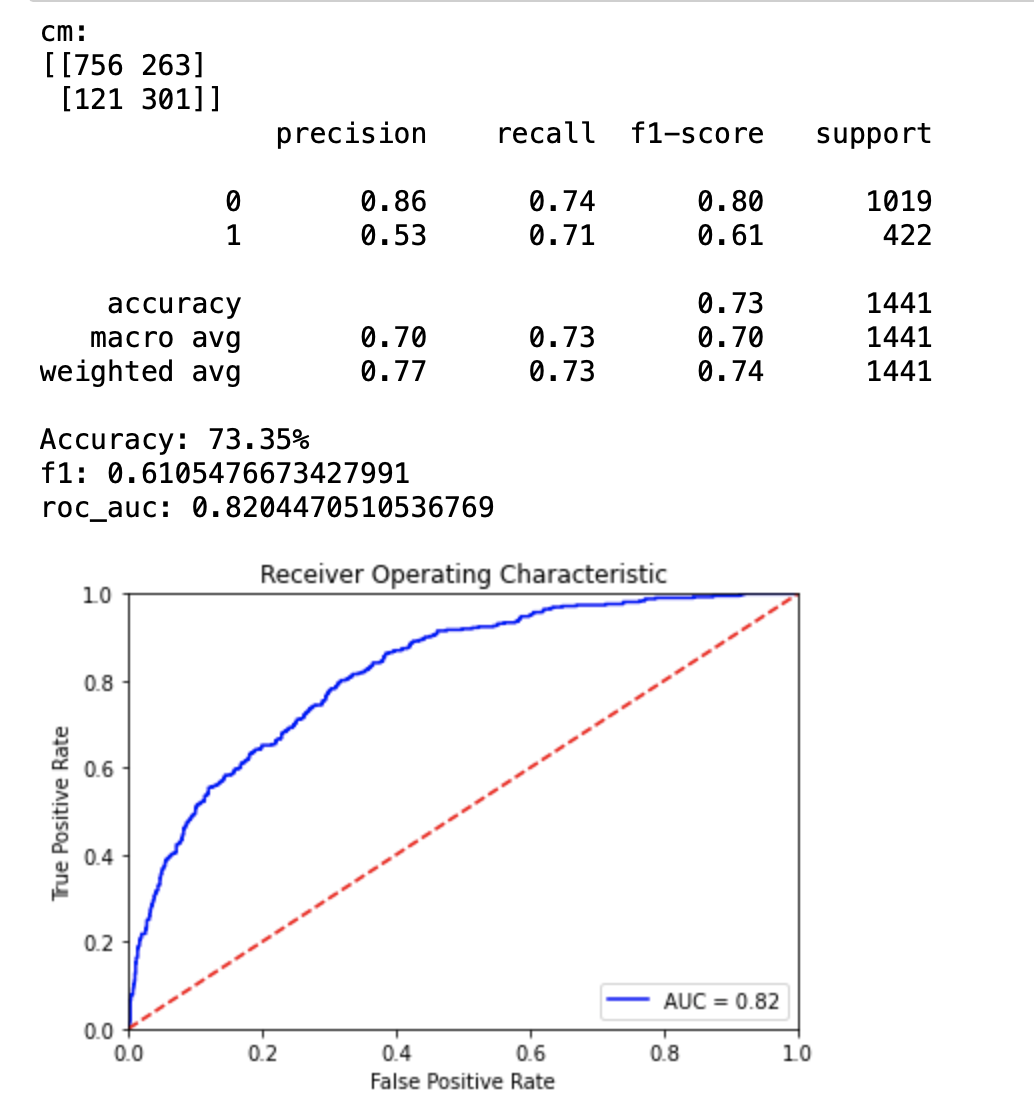 cm:
[[756 263]
 [121 301]]
              precision    recall  f1-score   support

           0       0.86      0.74      0.80      1019
           1       0.53      0.71      0.61       422

    accuracy                           0.73      1441
   macro avg       0.70      0.73      0.70      1441
weighted avg       0.77      0.73      0.74      1441

Accuracy: 73.35%
f1: 0.6105476673427991
roc_auc: 0.8204470510536769
Receiver Operating Characteristic
1.0
0.8
0.6
0.4
0.2
0.0
True Positive Rate
AUC = 0.82
0.0 0.2 0.4 0.6 0.8 1.0
False Positive Rate